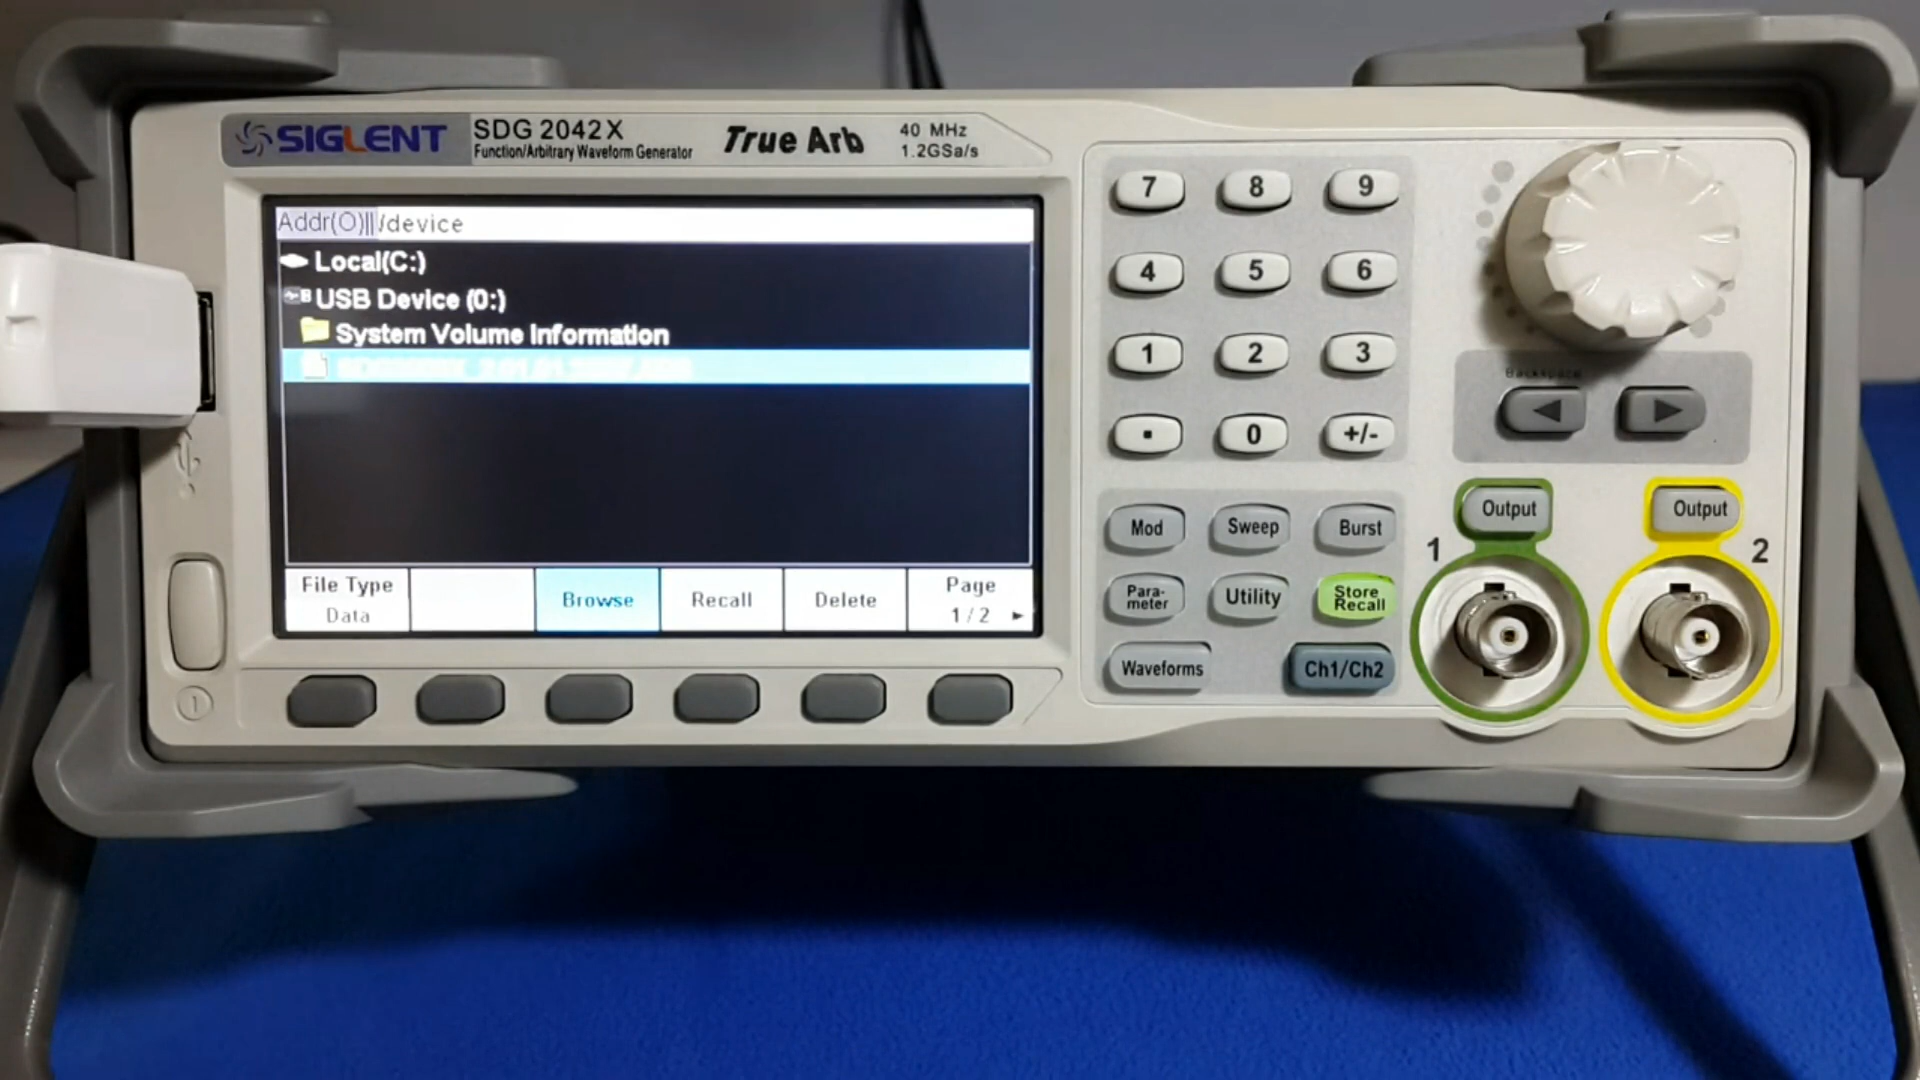 SIGLENT
SDG 2042X
Function/Arbitrary Waveform Generator
True Arb
40 MHz
1.2GSa/s
Addr(O)|| /device
Local(C:)
USB Device (0:)
System Volume Information
File Type
Data
Browse
Recall
Delete
Page
1 / 2
7 8 9
4 5 6
1 2 3
. 0 +/-
Backspace
Mod Sweep Burst
Para-
meter
Utility
Store
Recall
Waveforms
Ch1/Ch2
Output
1
Output
2